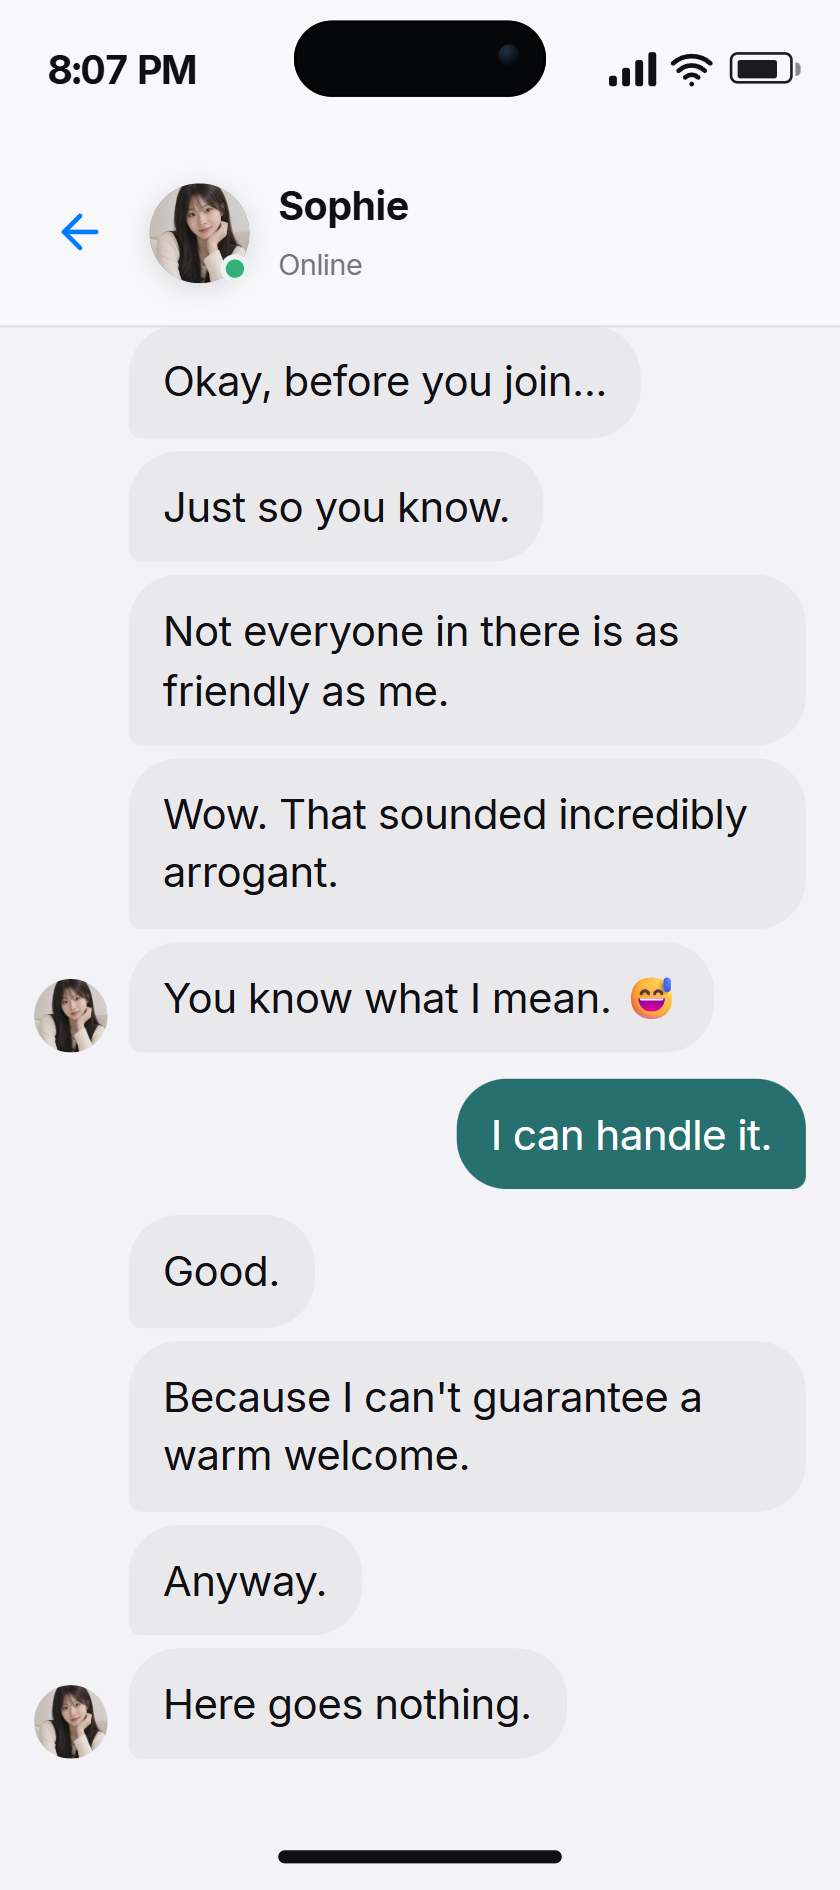 8:07 PM
Sophie
Online
Okay, before you join...
Just so you know.
Not everyone in there is as
friendly as me.
Wow. That sounded incredibly
arrogant.
You know what I mean. 😅
I can handle it.
Good.
Because I can't guarantee a
warm welcome.
Anyway.
Here goes nothing.